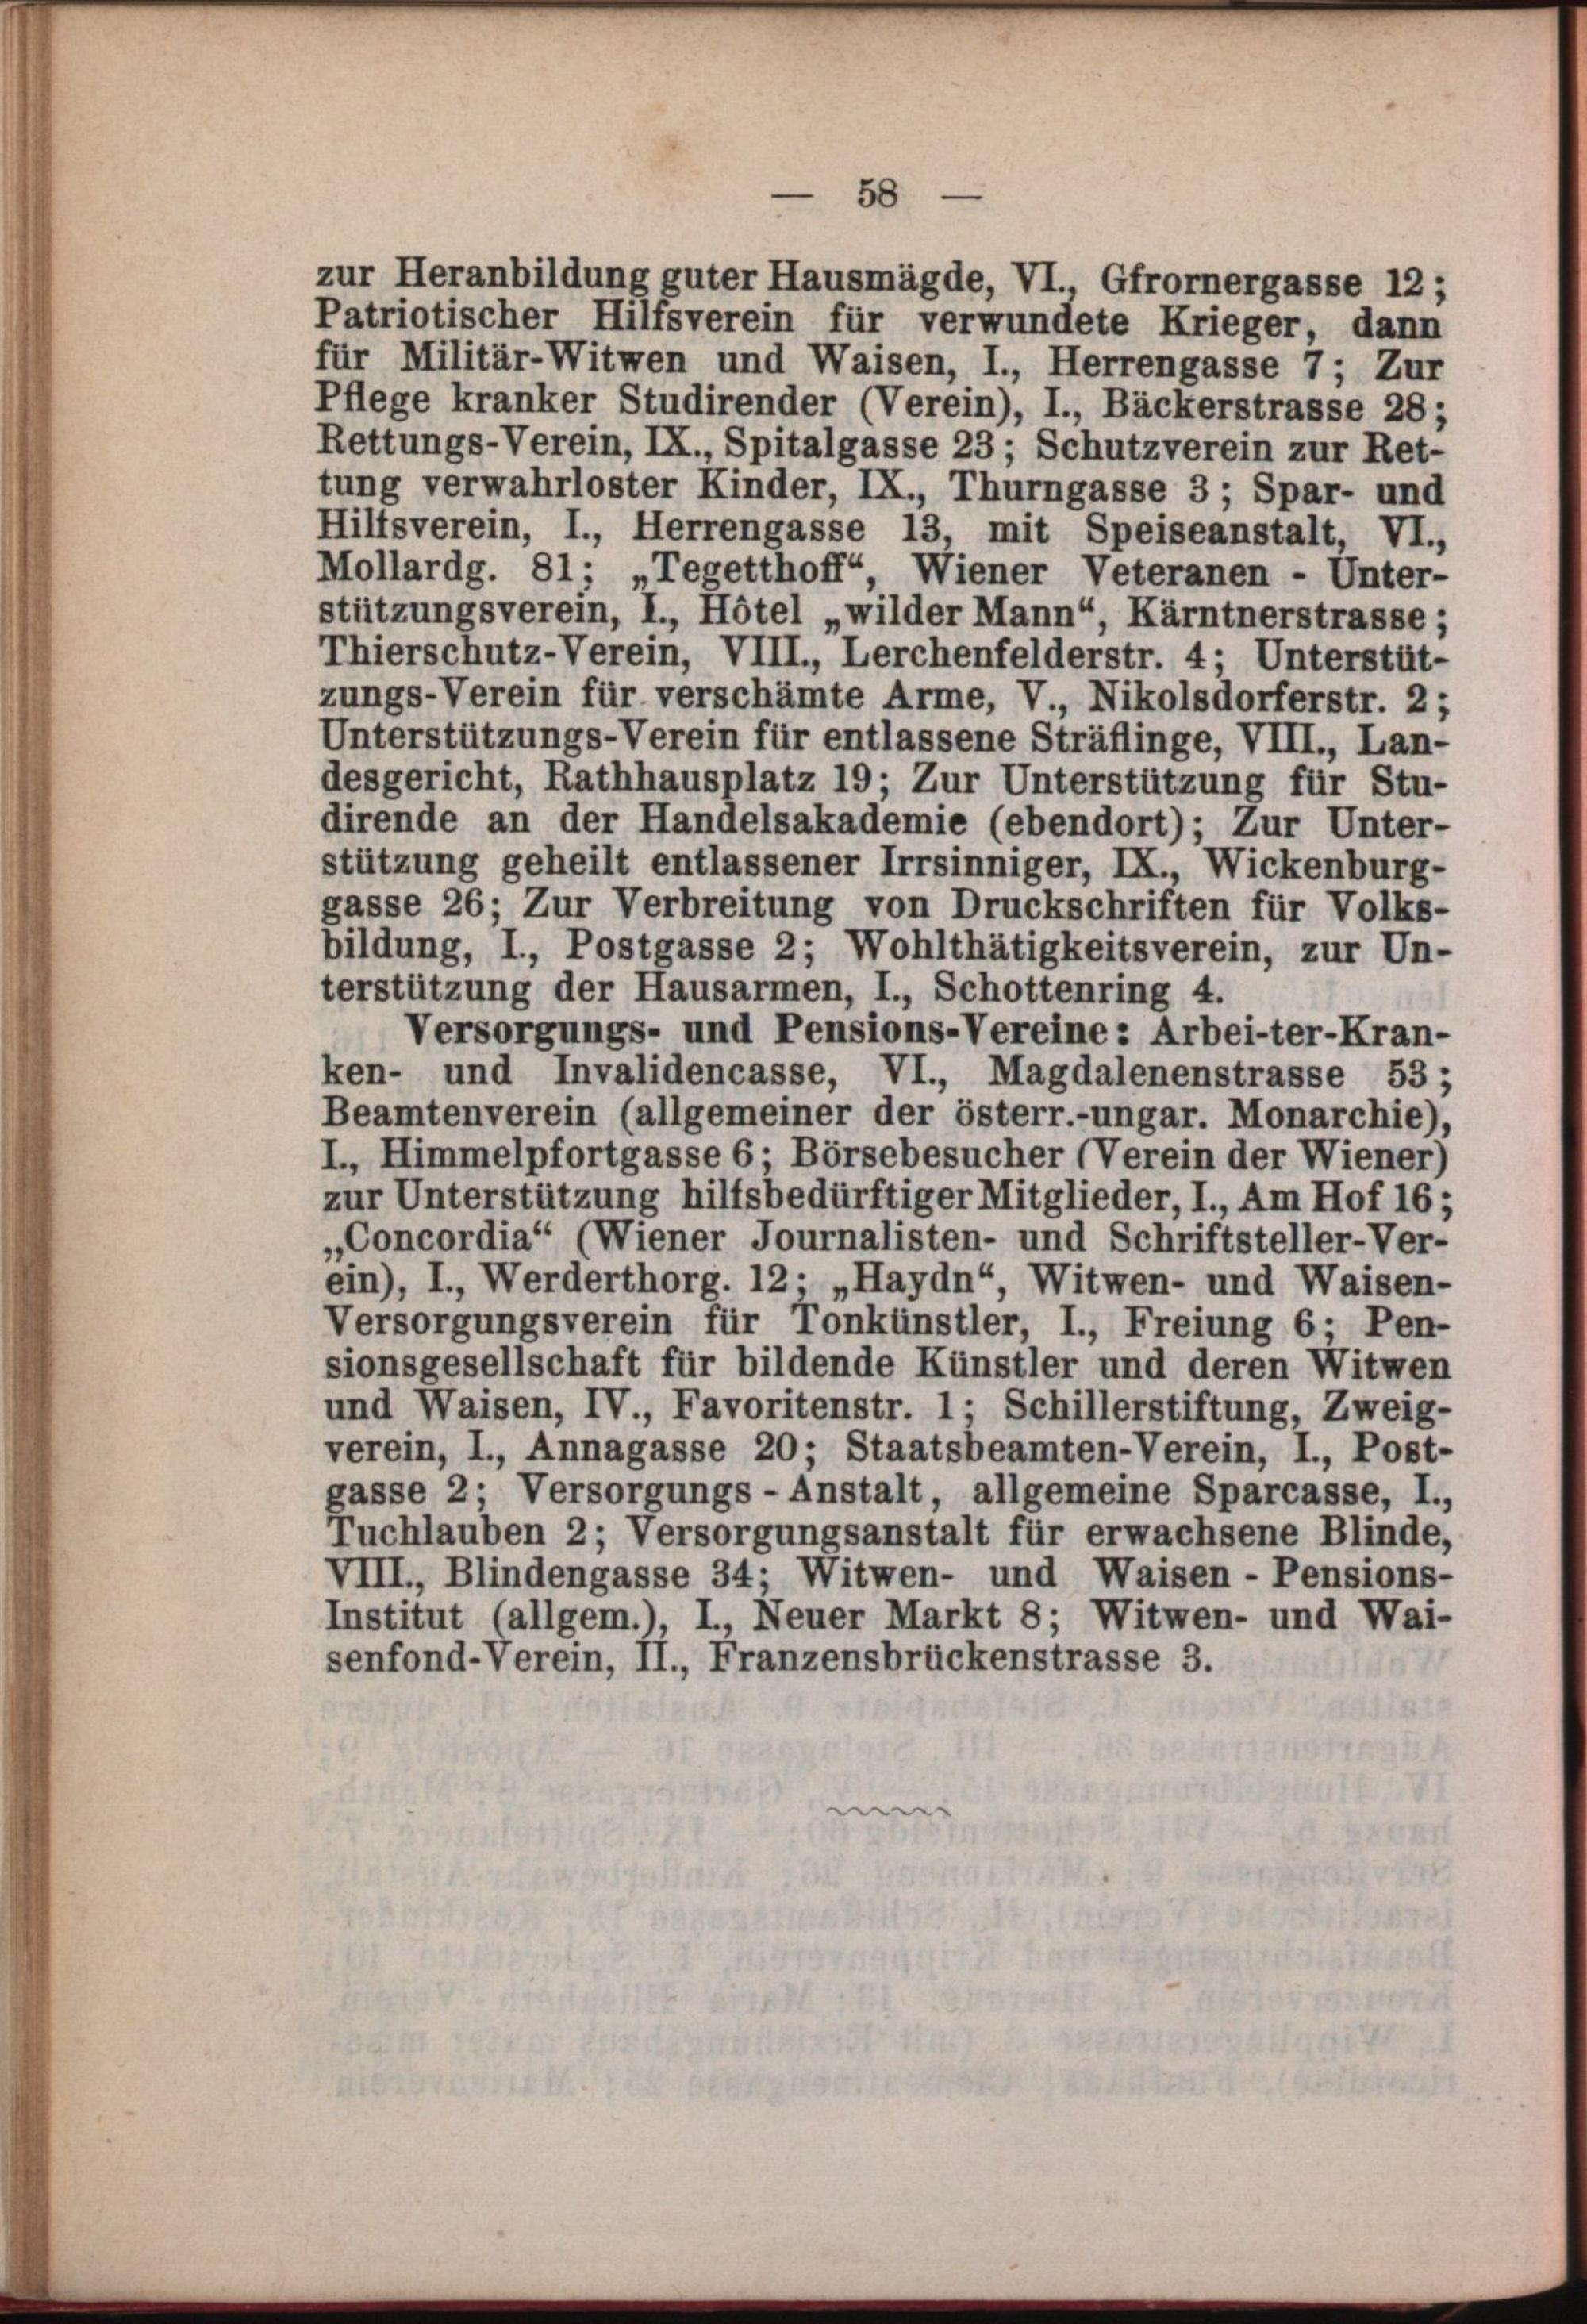 — 58 —
zur Heranbildung guter Hausmägde, VI., Gfrornergasse 12;
Patriotischer Hilfsverein für verwundete Krieger, dann
für Militär-Witwen und Waisen, I., Herrengasse 7; Zur
Pflege kranker Studirender (Verein), I., Bäckerstrasse 28;
Rettungs-Verein, IX., Spitalgasse 23; Schutzverein zur Ret-
tung verwahrloster Kinder, IX., Thurngasse 3; Spar- und
Hilfsverein, I., Herrengasse 13, mit Speiseanstalt, VI.,
Mollardg. 81; „Tegetthoff“, Wiener Veteranen - Unter-
stützungsverein, I., Hôtel „wilder Mann“, Kärntnerstrasse;
Thierschutz-Verein, VIII., Lerchenfelderstr. 4; Unterstüt-
zungs-Verein für verschämte Arme, V., Nikolsdorferstr. 2;
Unterstützungs-Verein für entlassene Sträflinge, VIII., Lan-
desgericht, Rathhausplatz 19; Zur Unterstützung für Stu-
dirende an der Handelsakademie (ebendort); Zur Unter-
stützung geheilt entlassener Irrsinniger, IX., Wickenburg-
gasse 26; Zur Verbreitung von Druckschriften für Volks-
bildung, I., Postgasse 2; Wohlthätigkeitsverein, zur Un-
terstützung der Hausarmen, I., Schottenring 4.
Versorgungs- und Pensions-Vereine: Arbei-ter-Kran-
ken- und Invalidencasse, VI., Magdalenenstrasse 53;
Beamtenverein (allgemeiner der österr.-ungar. Monarchie),
I., Himmelpfortgasse 6; Börsebesucher (Verein der Wiener)
zur Unterstützung hilfsbedürftiger Mitglieder, I., Am Hof 16;
„Concordia“ (Wiener Journalisten- und Schriftsteller-Ver-
ein), I., Werderthorg. 12; „Haydn“, Witwen- und Waisen-
Versorgungsverein für Tonkünstler, I., Freiung 6; Pen-
sionsgesellschaft für bildende Künstler und deren Witwen
und Waisen, IV., Favoritenstr. 1; Schillerstiftung, Zweig-
verein, I., Annagasse 20; Staatsbeamten-Verein, I., Post-
gasse 2; Versorgungs - Anstalt, allgemeine Sparcasse, I.,
Tuchlauben 2; Versorgungsanstalt für erwachsene Blinde,
VIII., Blindengasse 34; Witwen- und Waisen - Pensions-
Institut (allgem.), I., Neuer Markt 8; Witwen- und Wai-
senfond-Verein, II., Franzensbrückenstrasse 3.